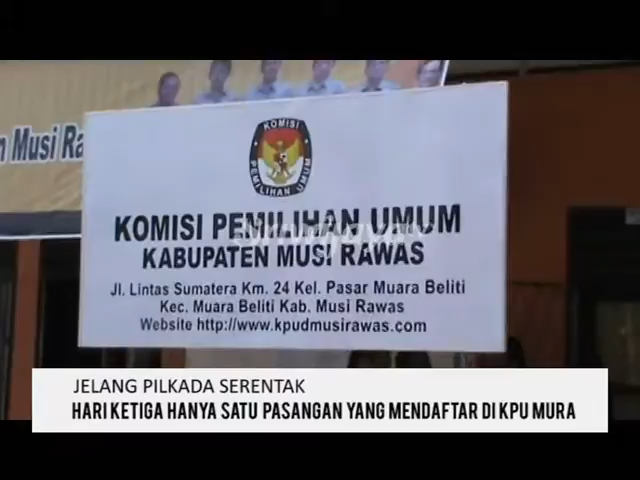 n Musi Ra
KOMISI
PEMILIHAN UMUM
KOMISI PEMILIHAN UMUM
KABUPATEN MUSI RAWAS
Jl. Lintas Sumatera Km. 24 Kel. Pasar Muara Beliti
Kec. Muara Beliti Kab. Musi Rawas
Website http://www.kpudmusirawas.com
JELANG PILKADA SERENTAK
HARI KETIGA HANYA SATU PASANGAN YANG MENDAFTAR DI KPU MURA